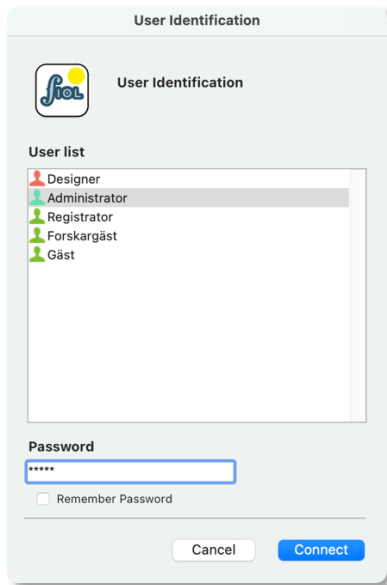 User Identification
fiol
User Identification
User list
Designer
Administrator
Registrator
Forskargäst
Gäst
Password
*****
Remember Password
Cancel
Connect